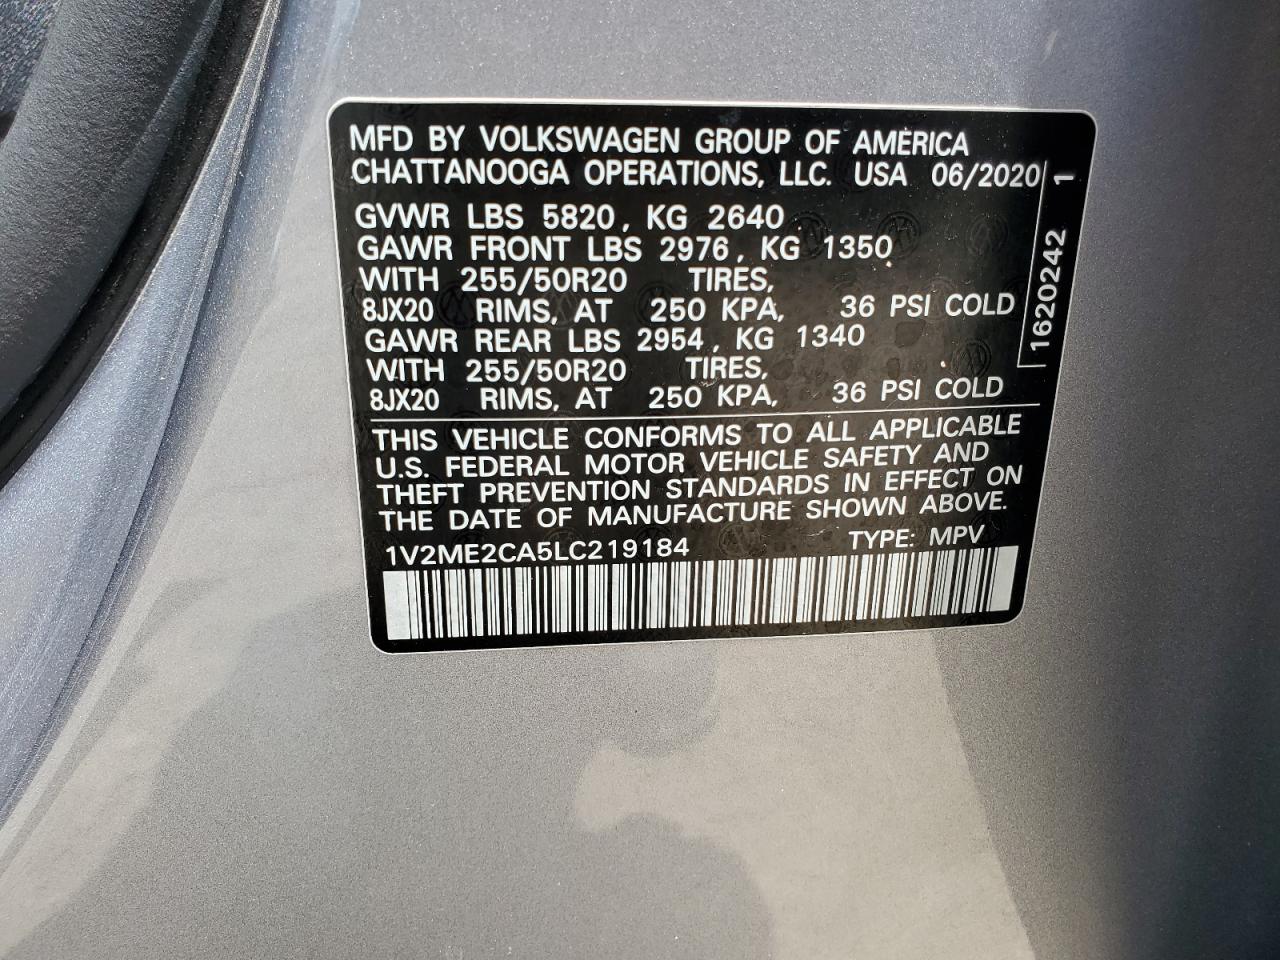 MFD BY VOLKSWAGEN GROUP OF AMERICA
CHATTANOOGA OPERATIONS, LLC. USA 06/2020
GVWR LBS 5820, KG 2640
GAWR FRONT LBS 2976, KG 1350
WITH 255/50R20 TIRES,
8JX20 RIMS, AT 250 KPA, 36 PSI COLD
GAWR REAR LBS 2954, KG 1340
WITH 255/50R20 TIRES,
8JX20 RIMS, AT 250 KPA, 36 PSI COLD
1620242 1
THIS VEHICLE CONFORMS TO ALL APPLICABLE
U.S. FEDERAL MOTOR VEHICLE SAFETY AND
THEFT PREVENTION STANDARDS IN EFFECT ON
THE DATE OF MANUFACTURE SHOWN ABOVE.
1V2ME2CA5LC219184 TYPE: MPV